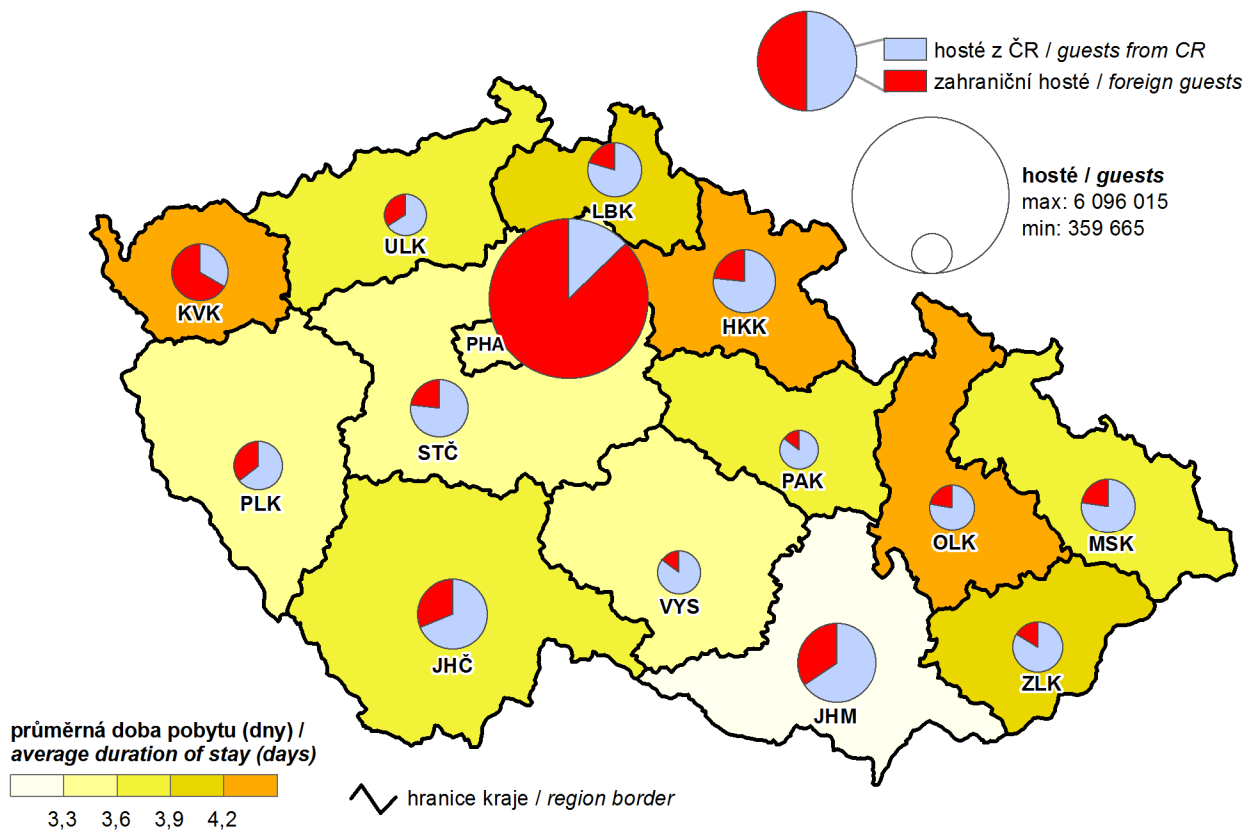 hosté z ČR / guests from CR
zahraniční hosté / foreign guests
hosté / guests
max: 6 096 015
min: 359 665
LBK
ULK
KVK
HKK
PHA
STČ
PAK
PLK
OLK
MSK
VYS
JHČ
ZLK
JHM
průměrná doba pobytu (dny) /
average duration of stay (days)
3,3 3,6 3,9 4,2
hranice kraje / region border